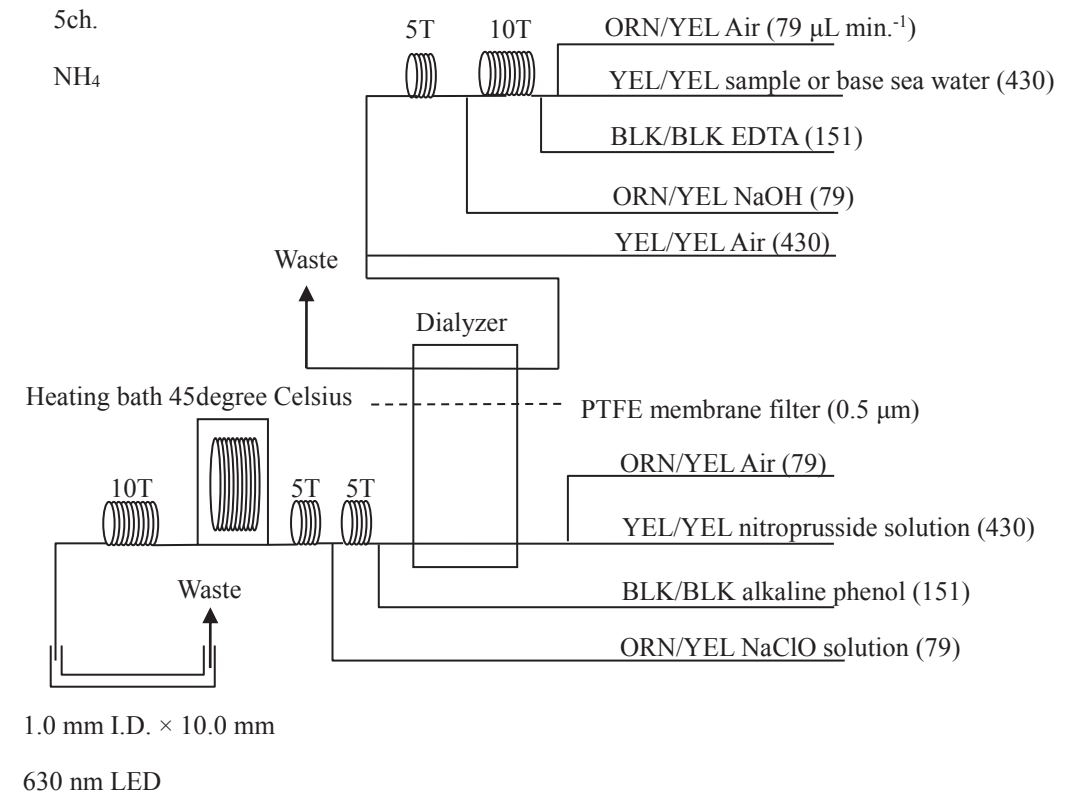 5ch.
NH4
5T
10T
ORN/YEL Air (79 μL min.-1)
YEL/YEL sample or base sea water (430)
BLK/BLK EDTA (151)
ORN/YEL NaOH (79)
YEL/YEL Air (430)
Waste
Dialyzer
Heating bath 45degree Celsius
PTFE membrane filter (0.5 μm)
ORN/YEL Air (79)
10T
5T
5T
YEL/YEL nitroprusside solution (430)
Waste
BLK/BLK alkaline phenol (151)
ORN/YEL NaClO solution (79)
1.0 mm I.D. × 10.0 mm
630 nm LED